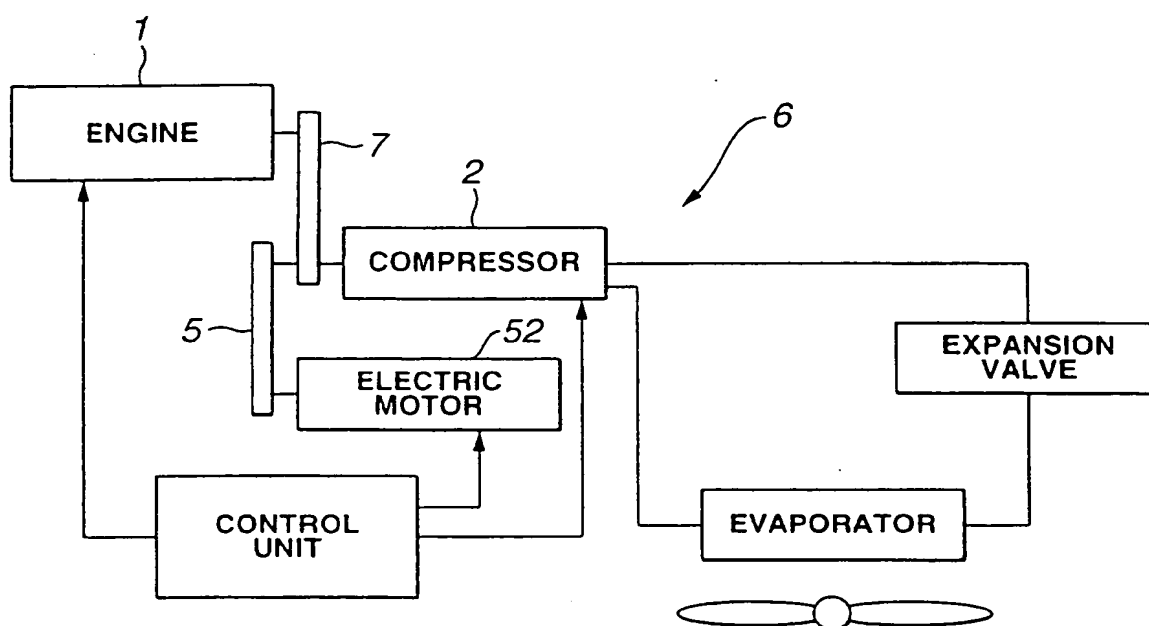 1
ENGINE
7
6
2
COMPRESSOR
5
52
ELECTRIC
MOTOR
EXPANSION
VALVE
CONTROL
UNIT
EVAPORATOR